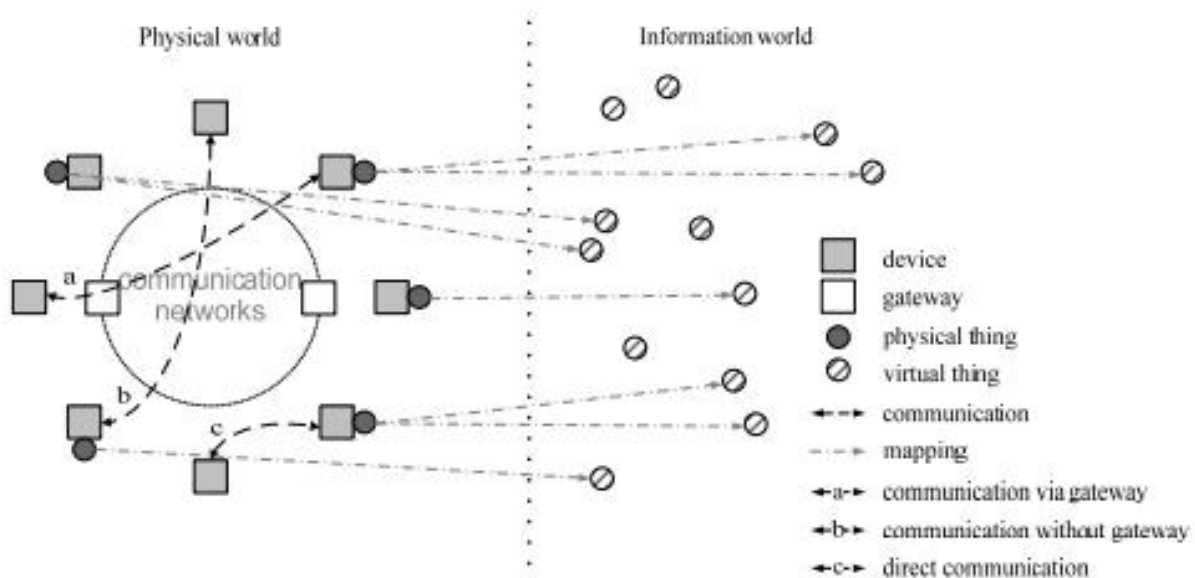 Physical world
Information world
a
communication
networks
b
c
device
gateway
physical thing
virtual thing
communication
mapping
a communication via gateway
b communication without gateway
c direct communication